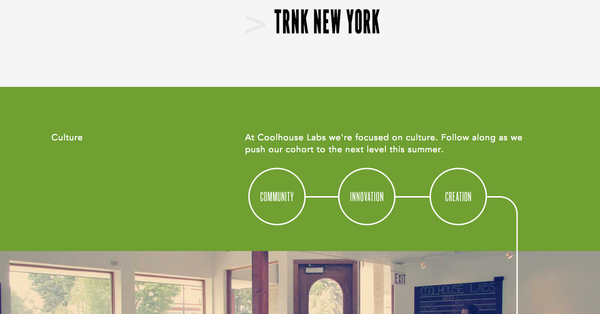 > TRNK NEW YORK
Culture
At Coolhouse Labs we're focused on culture. Follow along as we
push our cohort to the next level this summer.
COMMUNITY
INNOVATION
CREATION
EXIT
COOLHOUSE LABS